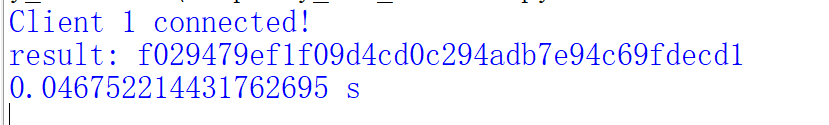 Client 1 connected!
result: f029479ef1f09d4cd0c294adb7e94c69fdecd1
0.046752214431762695 s